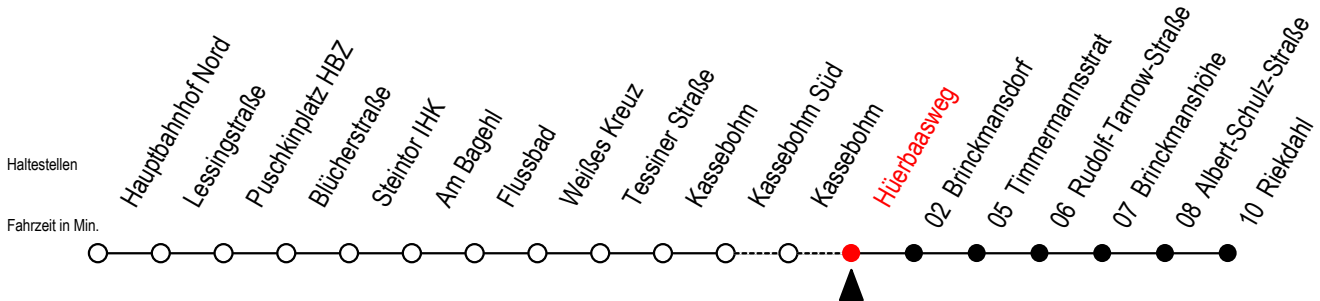 Haltestellen
Fahrzeit in Min.
Hauptbahnhof Nord
Lessingstraße
Puschkinplatz HBZ
Blücherstraße
Steintor IHK
Am Bagehl
Flussbad
Weißes Kreuz
Tessiner Straße
Kassebohm
Kassebohm Süd
Kassebohm
Hüerbaasweg
02 Brinckmansdorf
05 Timmermannsstrat
06 Rudolf-Tarnow-Straße
07 Brinckmanshöhe
08 Albert-Schulz-Straße
10 Riekdahl